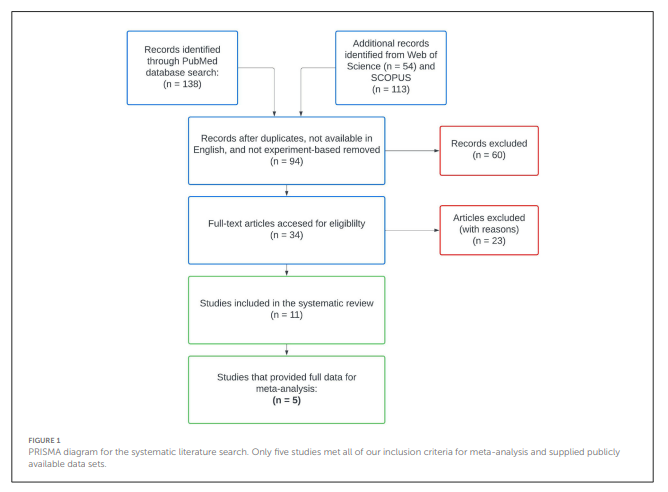 Records identified
through PubMed
database search:
(n = 138)
Additional records
identified from Web of
Science (n = 54) and
SCOPUS
(n = 113)
Records after duplicates, not available in
English, and not experiment-based removed
(n = 94)
Records excluded
(n = 60)
Full-text articles accesed for eligiblilty
(n = 34)
Articles excluded
(with reasons)
(n = 23)
Studies included in the systematic review
(n = 11)
Studies that provided full data for
meta-analysis:
(n = 5)
FIGURE 1
PRISMA diagram for the systematic literature search. Only five studies met all of our inclusion criteria for meta-analysis and supplied publicly
available data sets.